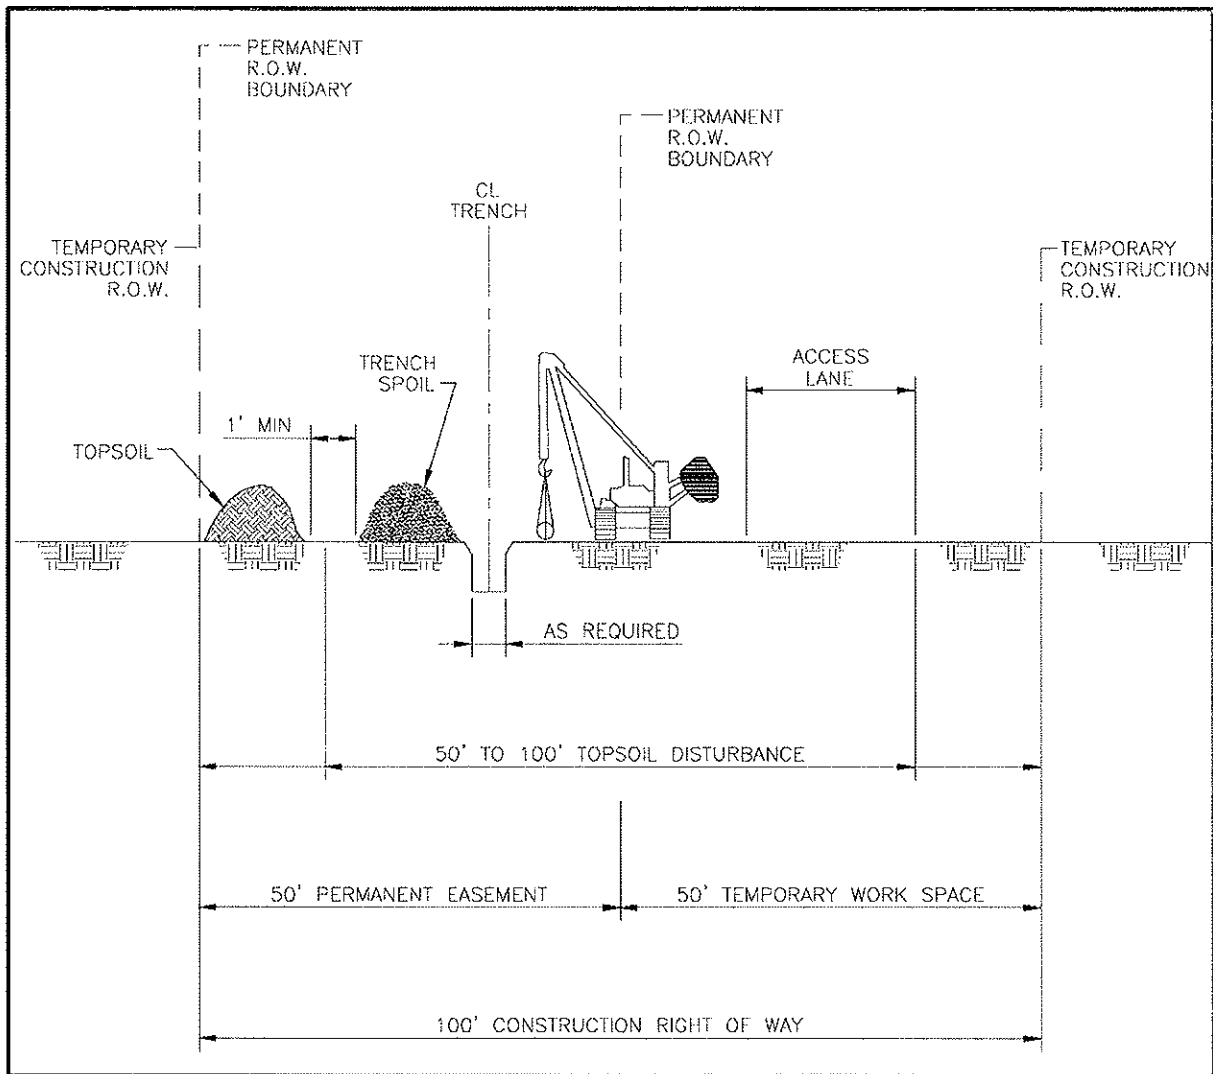 PERMANENT
R.O.W.
BOUNDARY
PERMANENT
R.O.W.
BOUNDARY
CL
TRENCH
TEMPORARY
CONSTRUCTION
R.O.W.
TEMPORARY
CONSTRUCTION
R.O.W.
ACCESS
LANE
TRENCH
SPOIL
1' MIN
TOPSOIL
AS REQUIRED
50' TO 100' TOPSOIL DISTURBANCE
50' PERMANENT EASEMENT
50' TEMPORARY WORK SPACE
100' CONSTRUCTION RIGHT OF WAY